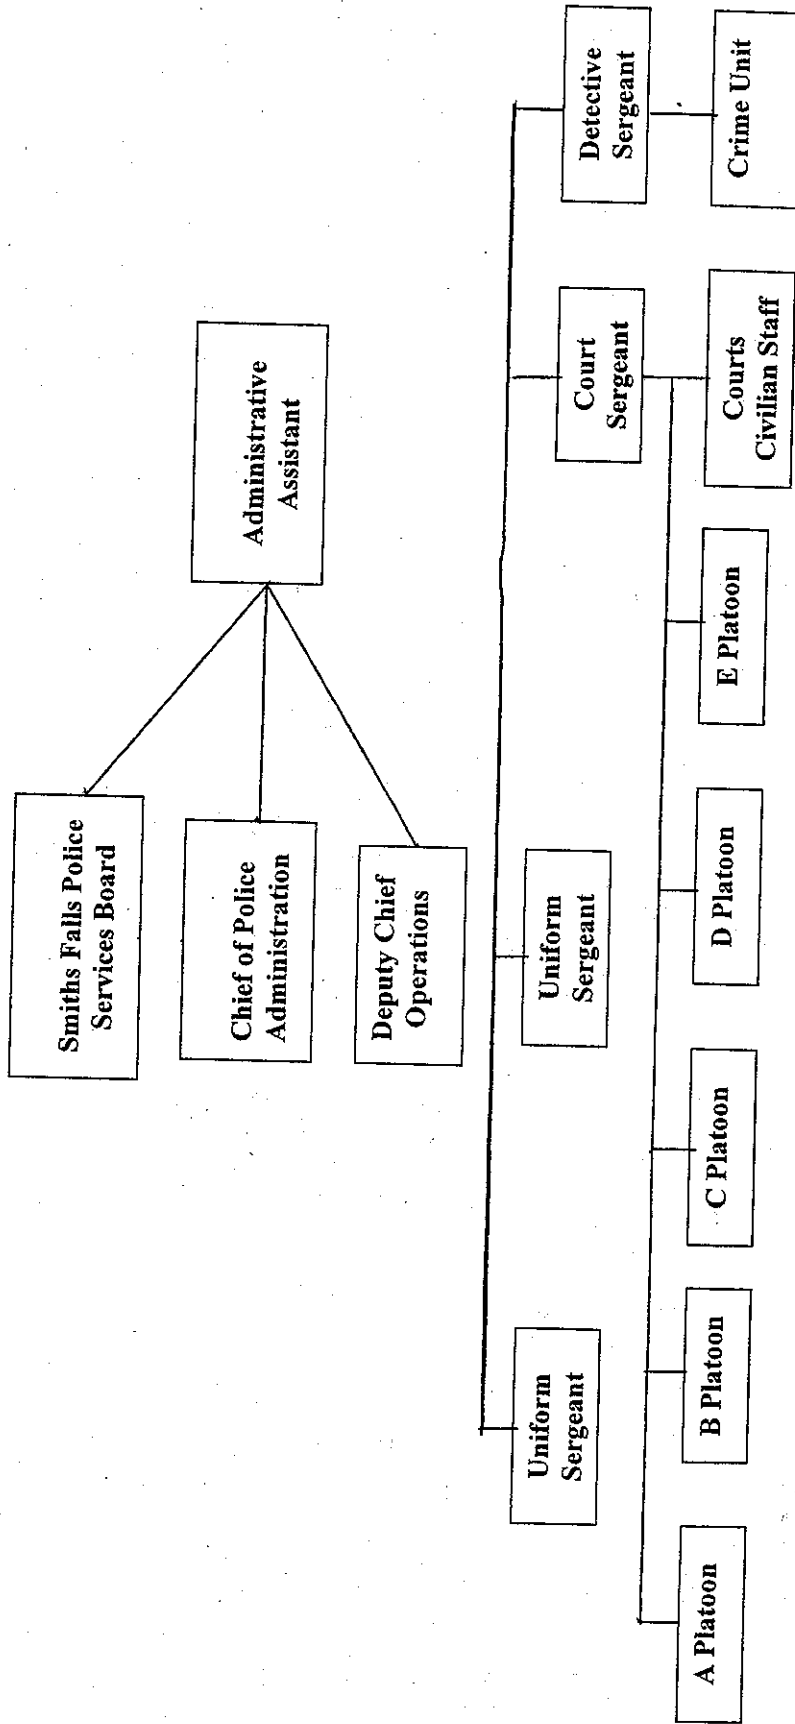 Smiths Falls Police
Services Board
Chief of Police
Administration
Administrative
Assistant
Deputy Chief
Operations
Uniform
Sergeant
Uniform
Sergeant
Court
Sergeant
Detective
Sergeant
A Platoon
B Platoon
C Platoon
D Platoon
E Platoon
Courts
Civilian Staff
Crime Unit